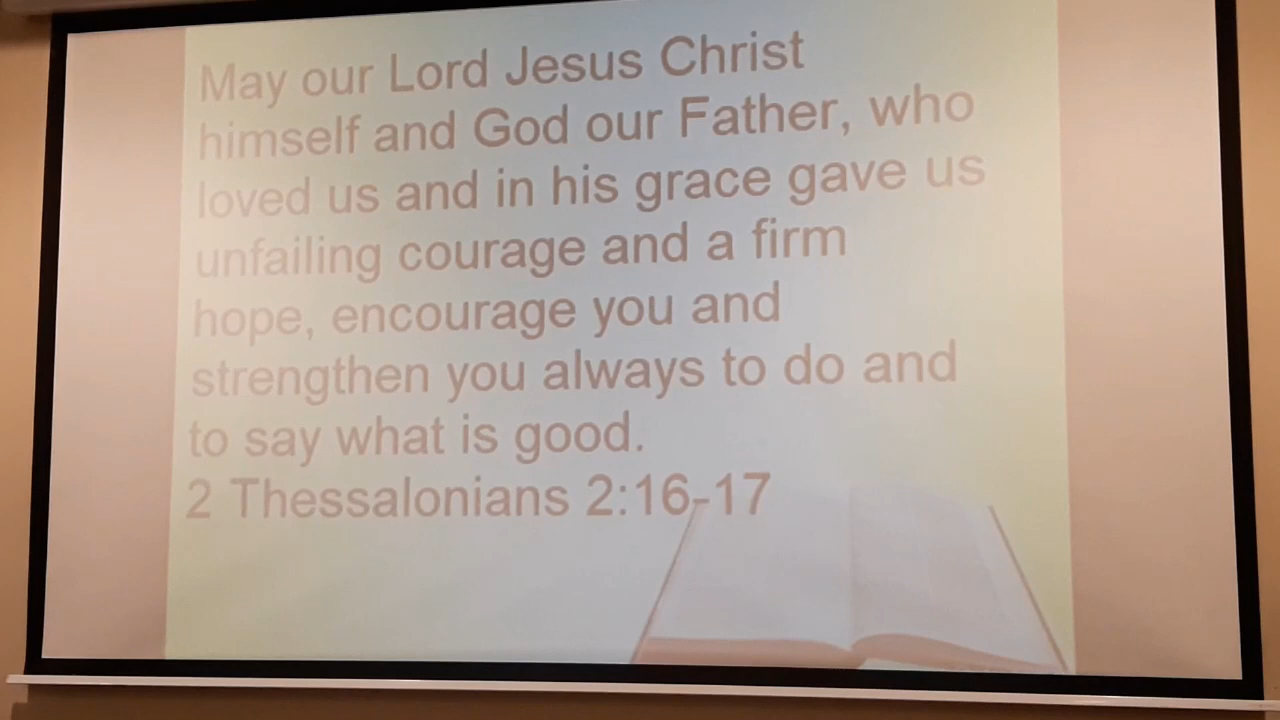 May our Lord Jesus Christ
himself and God our Father, who
loved us and in his grace gave us
unfailing courage and a firm
hope, encourage you and
strengthen you always to do and
to say what is good.
2 Thessalonians 2:16-17